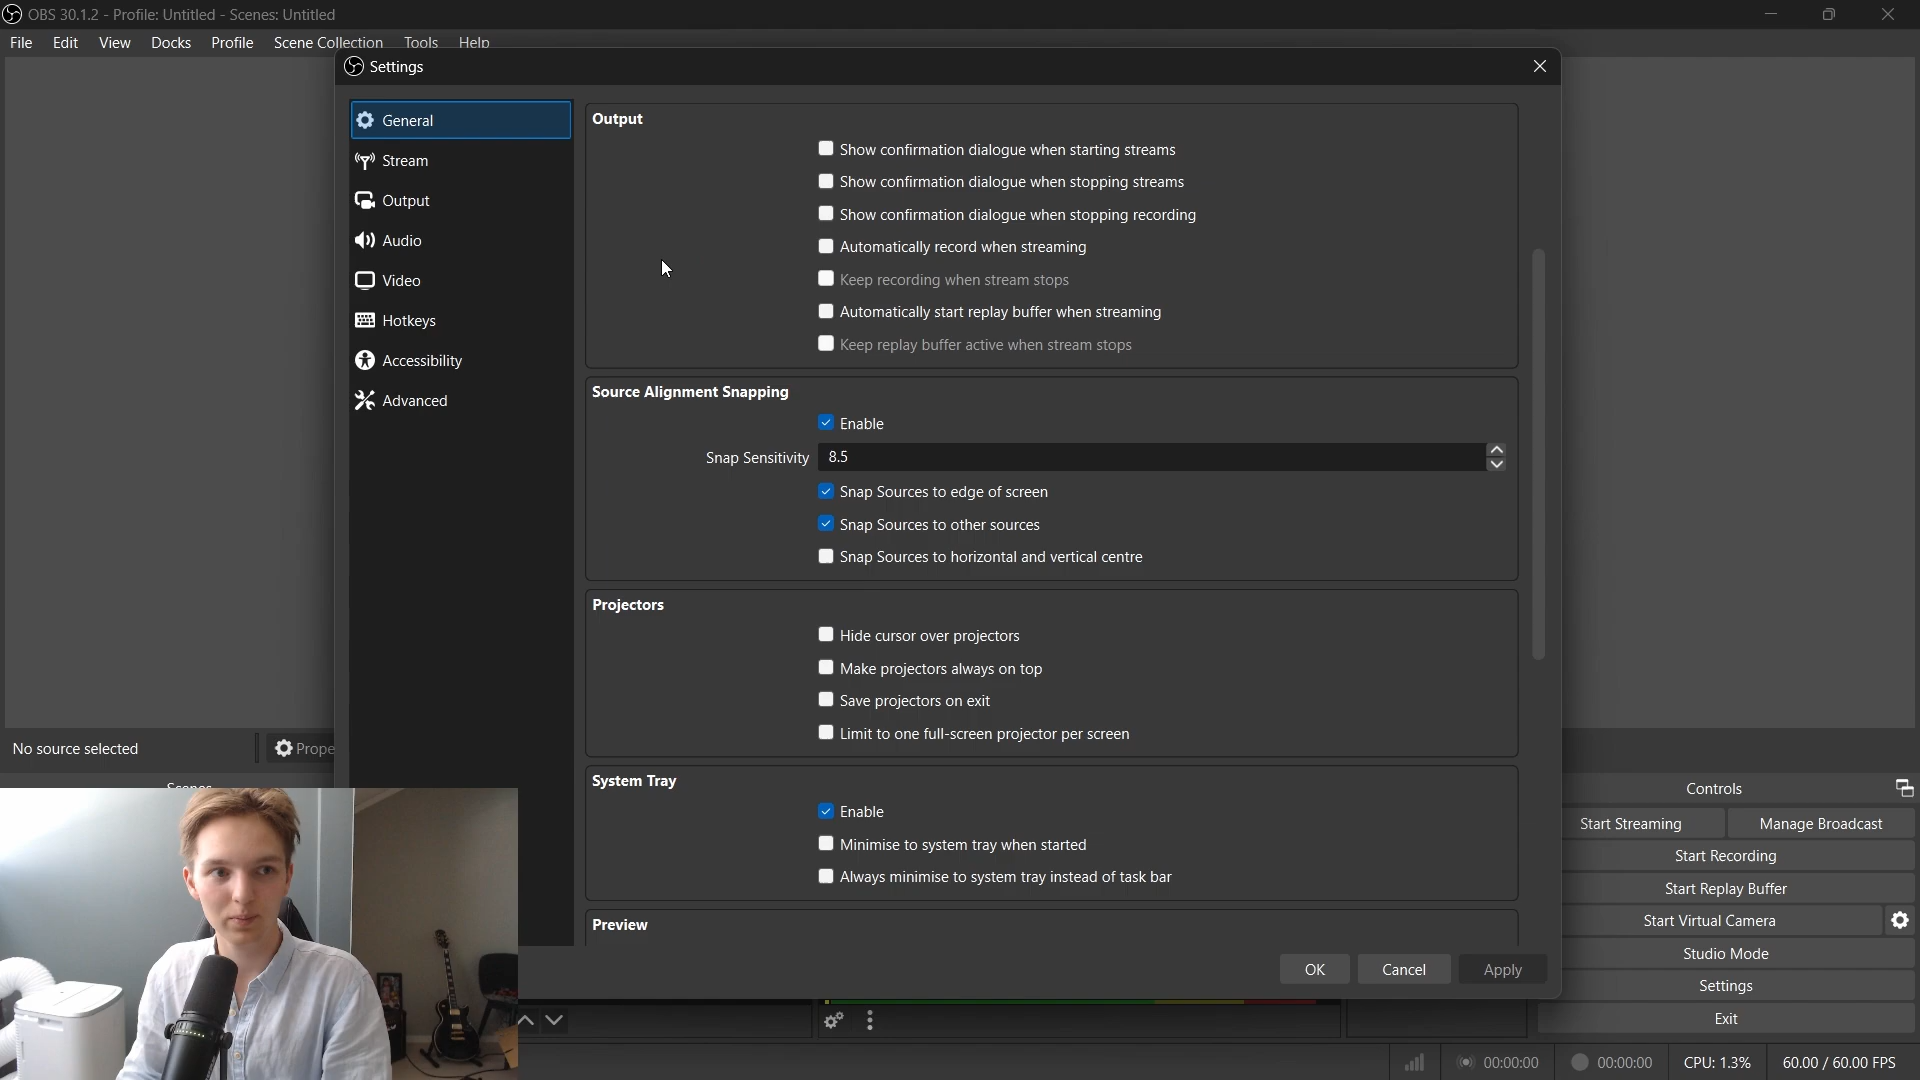 OBS 30.1.2 - Profile: Untitled - Scenes: Untitled
File Edit View Docks Profile Scene Collection Tools Help
Settings
General
Stream
Output
Audio
Video
Hotkeys
Accessibility
Advanced
Output
Show confirmation dialogue when starting streams
Show confirmation dialogue when stopping streams
Show confirmation dialogue when stopping recording
Automatically record when streaming
Keep recording when stream stops
Automatically start replay buffer when streaming
Keep replay buffer active when stream stops
Source Alignment Snapping
Enable
Snap Sensitivity 8.5
Snap Sources to edge of screen
Snap Sources to other sources
Snap Sources to horizontal and vertical centre
Projectors
Hide cursor over projectors
Make projectors always on top
Save projectors on exit
Limit to one full-screen projector per screen
System Tray
Enable
Minimise to system tray when started
Always minimise to system tray instead of task bar
Preview
OK Cancel Apply
No source selected
Prope
Scenes
Controls
Start Streaming Manage Broadcast
Start Recording
Start Replay Buffer
Start Virtual Camera
Studio Mode
Settings
Exit
00:00:00 00:00:00 CPU: 1.3% 60.00 / 60.00 FPS